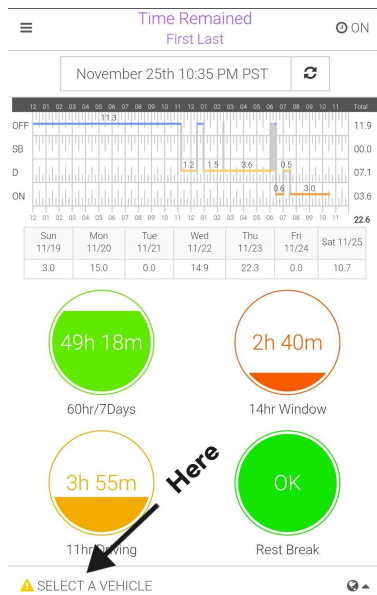 Time Remained
First Last
ON
November 25th 10:35 PM PST
12 01 02 03 04 05 06 07 08 09 10 11 12 01 02 03 04 05 06 07 08 09 10 11 Total
OFF 11.3 11.9
SB 00.0
D 1.2 1.5 3.6 0.5 07.1
ON 0.6 3.0 03.6
12 01 02 03 04 05 06 07 08 09 10 11 12 01 02 03 04 05 06 07 08 09 10 11 22.6
Sun 11/19 Mon 11/20 Tue 11/21 Wed 11/22 Thu 11/23 Fri 11/24 Sat 11/25
3.0 15.0 0.0 14.9 22.3 0.0 10.7
49h 18m 2h 40m
60hr/7Days 14hr Window
Here
3h 55m OK
11hr Driving Rest Break
SELECT A VEHICLE